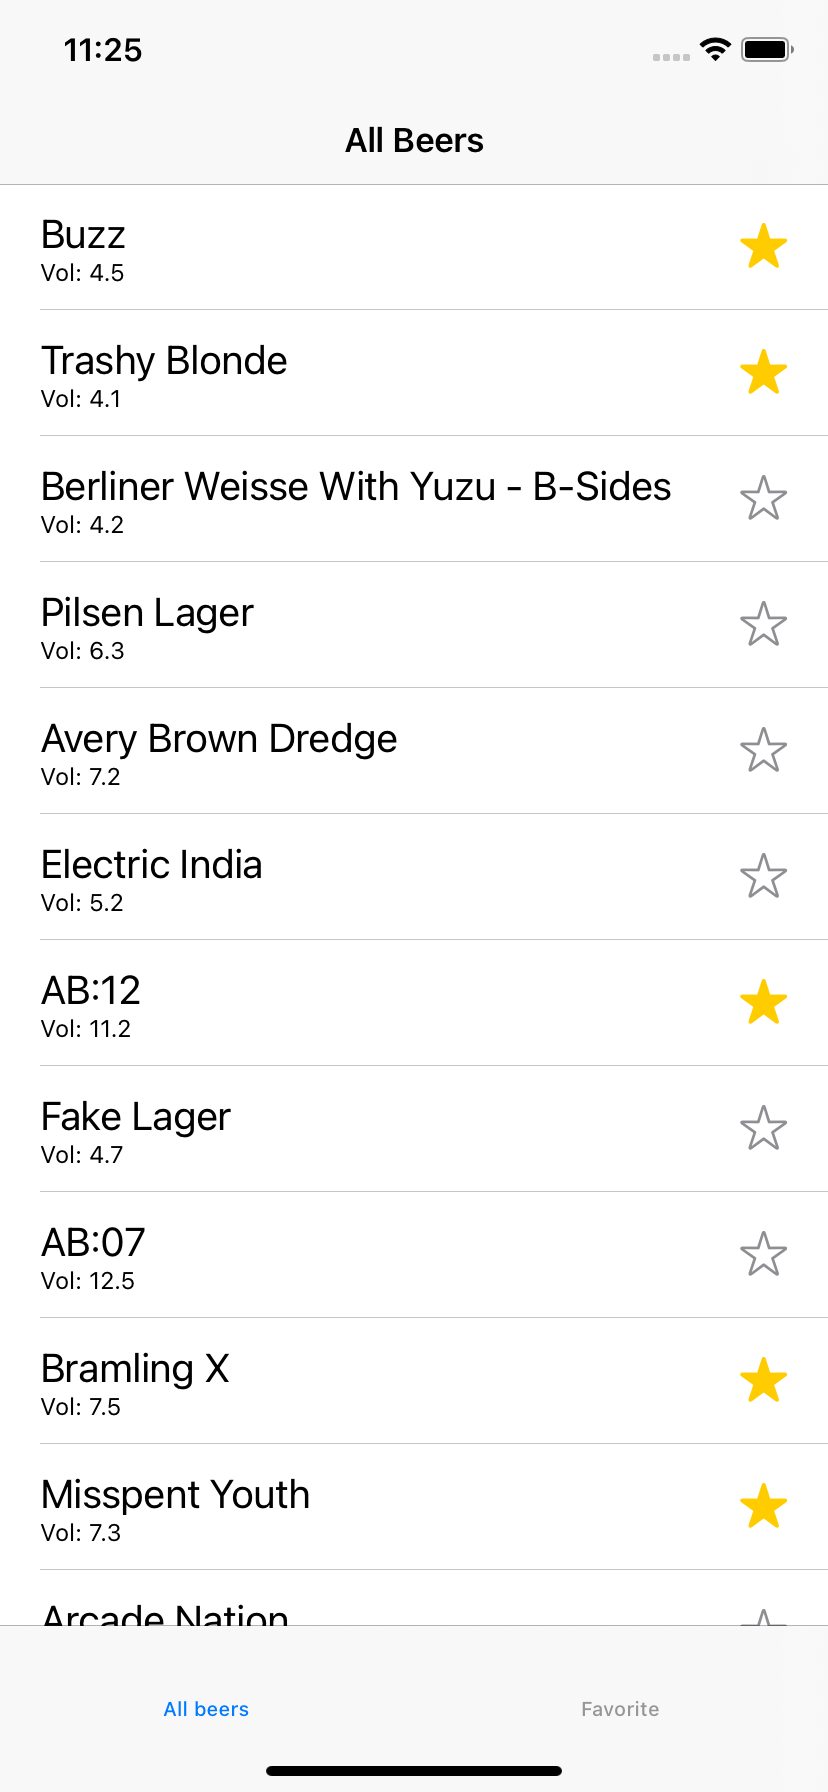 11:25
All Beers
Buzz
Vol: 4.5
Trashy Blonde
Vol: 4.1
Berliner Weisse With Yuzu - B-Sides
Vol: 4.2
Pilsen Lager
Vol: 6.3
Avery Brown Dredge
Vol: 7.2
Electric India
Vol: 5.2
AB:12
Vol: 11.2
Fake Lager
Vol: 4.7
AB:07
Vol: 12.5
Bramling X
Vol: 7.5
Misspent Youth
Vol: 7.3
Arcade Nation
All beers
Favorite